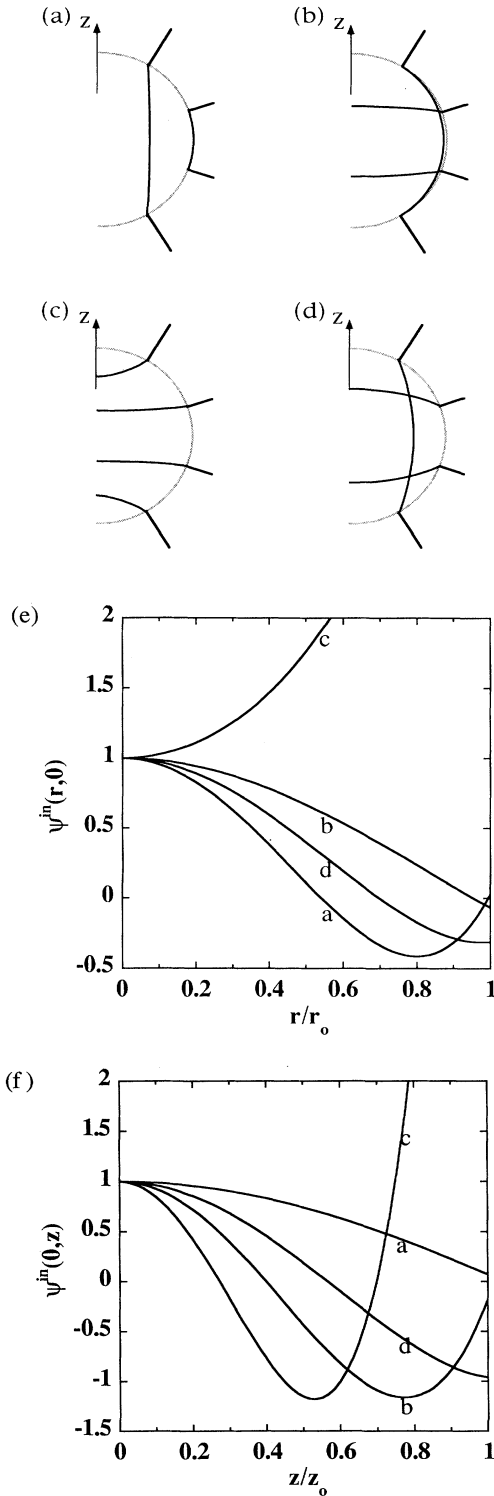 (a) z (b) z
(c) z (d) z
(e)
2
1.5
1
0.5
0
-0.5
ψⁱⁿ(r,0)
c
b
d
a
0 0.2 0.4 0.6 0.8 1
r/rₒ
(f)
2
1.5
1
0.5
0
-0.5
-1
-1.5
ψⁱⁿ(0,z)
c
a
d
b
0 0.2 0.4 0.6 0.8 1
z/zₒ